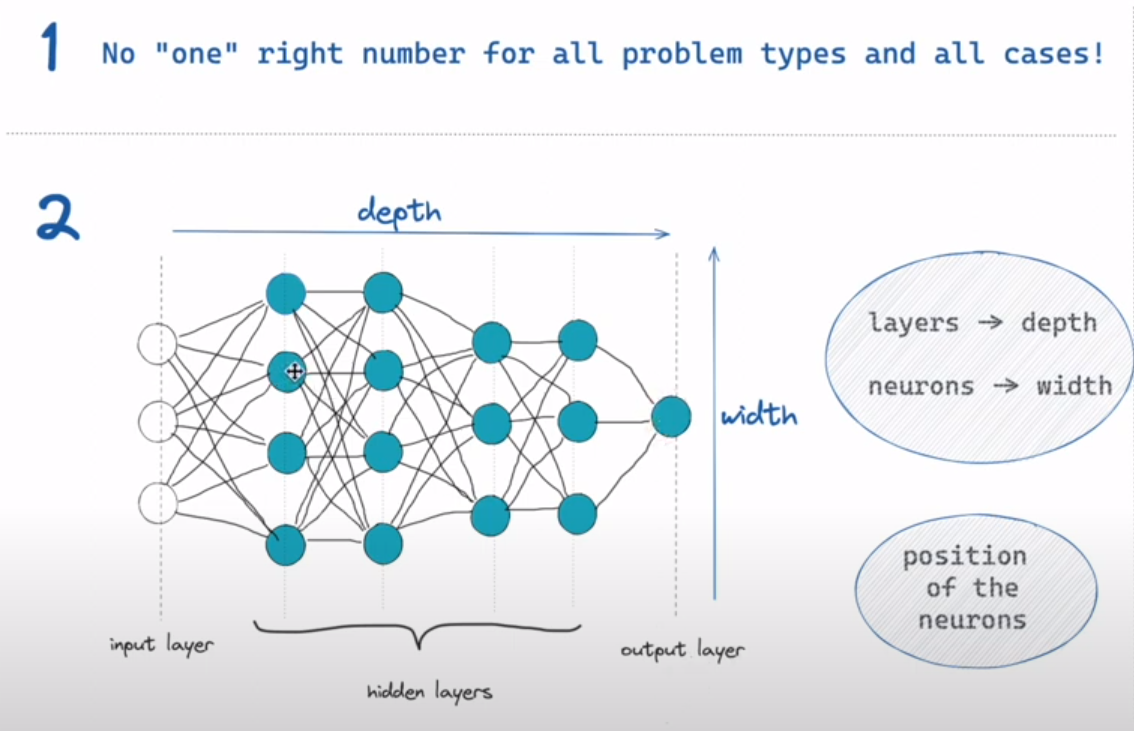 1 No "one" right number for all problem types and all cases!
2
depth
width
layers → depth
neurons → width
position
of the
neurons
input layer
output layer
hidden layers